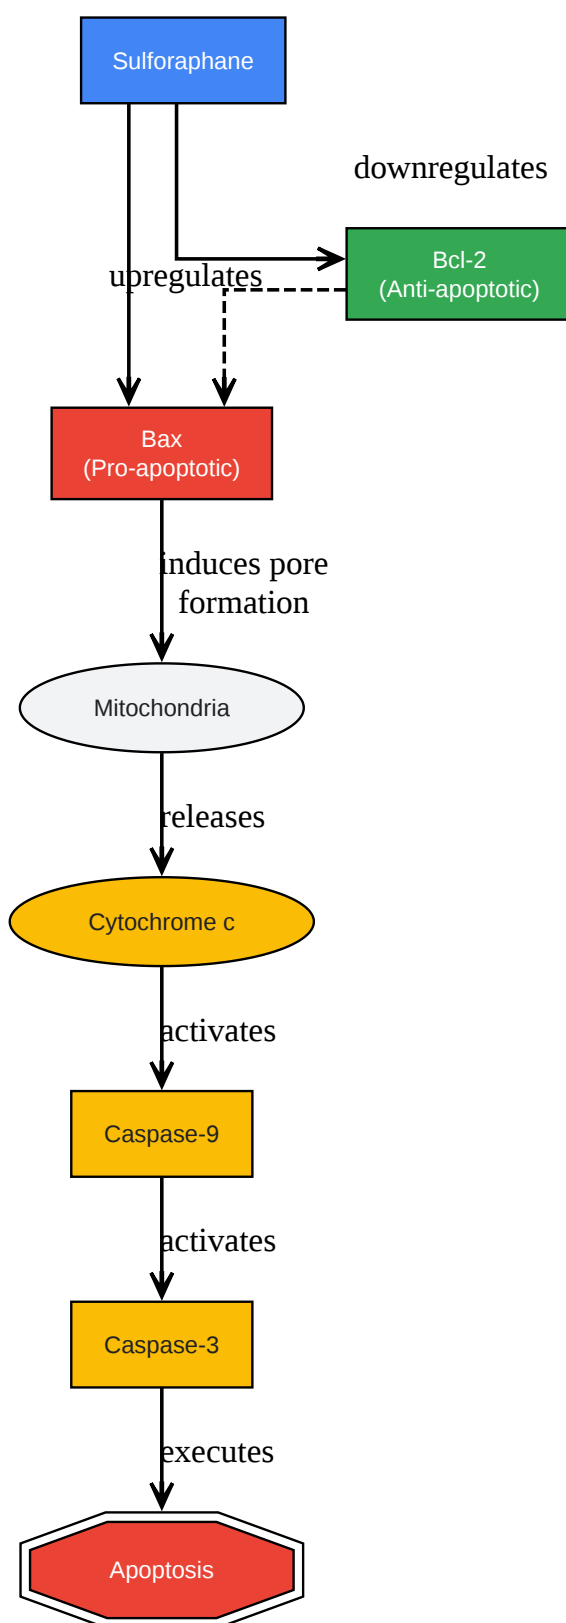 Sulforaphane
downregulates
Bcl-2
(Anti-apoptotic)
upregulates
Bax
(Pro-apoptotic)
induces pore
formation
Mitochondria
releases
Cytochrome c
activates
Caspase-9
activates
Caspase-3
executes
Apoptosis